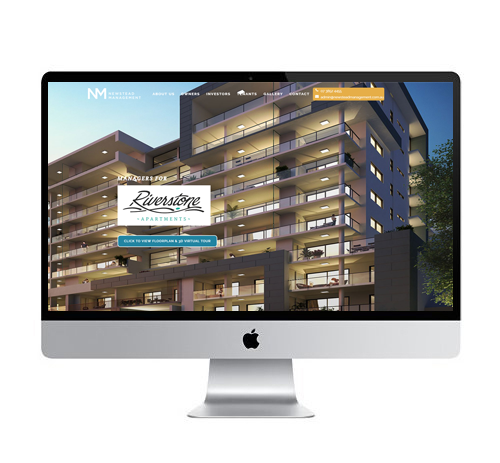 NM
MANAGEMENT
ABOUT US OWNERS INVESTORS TENANTS GALLERY CONTACT
MANAGERS FOR
Riverstone
• APARTMENTS •
CLICK TO VIEW FLOORPLAN & 3D VIRTUAL TOUR